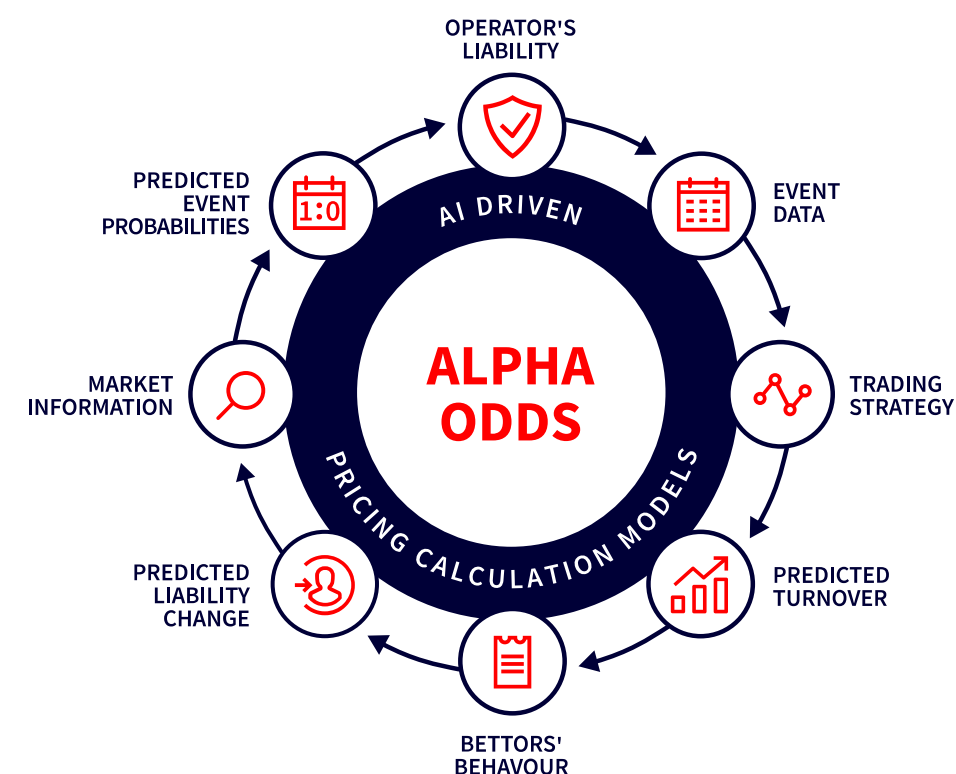 OPERATOR'S
LIABILITY
EVENT
DATA
TRADING
STRATEGY
PREDICTED
TURNOVER
BETTORS'
BEHAVOUR
PREDICTED
LIABILITY
CHANGE
MARKET
INFORMATION
PREDICTED
EVENT
PROBABILITIES
1:0
AI DRIVEN
ALPHA
ODDS
PRICING CALCULATION MODELS